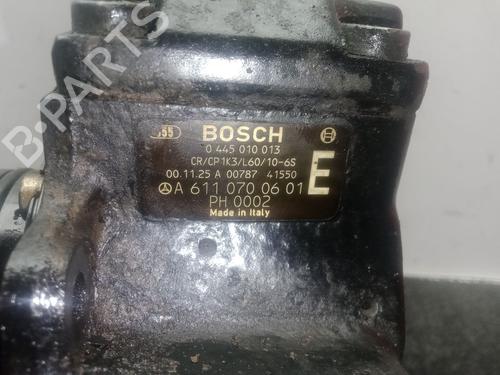 B-PARTS
555 BOSCH
0 445 010 013
CR/CP1K3/L60/10-6S
00.11.25 A 00787 41550
A 611 070 06 01 E
PH 0002
Made in Italy